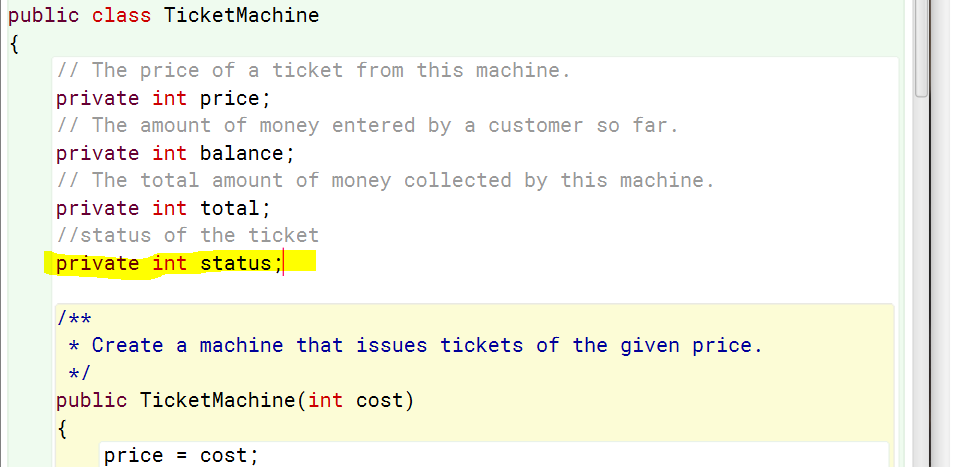 public class TicketMachine
{
// The price of a ticket from this machine.
private int price;
// The amount of money entered by a customer so far.
private int balance;
// The total amount of money collected by this machine.
private int total;
//status of the ticket
private int status;
/**
* Create a machine that issues tickets of the given price.
*/
public TicketMachine(int cost)
{
price = cost;